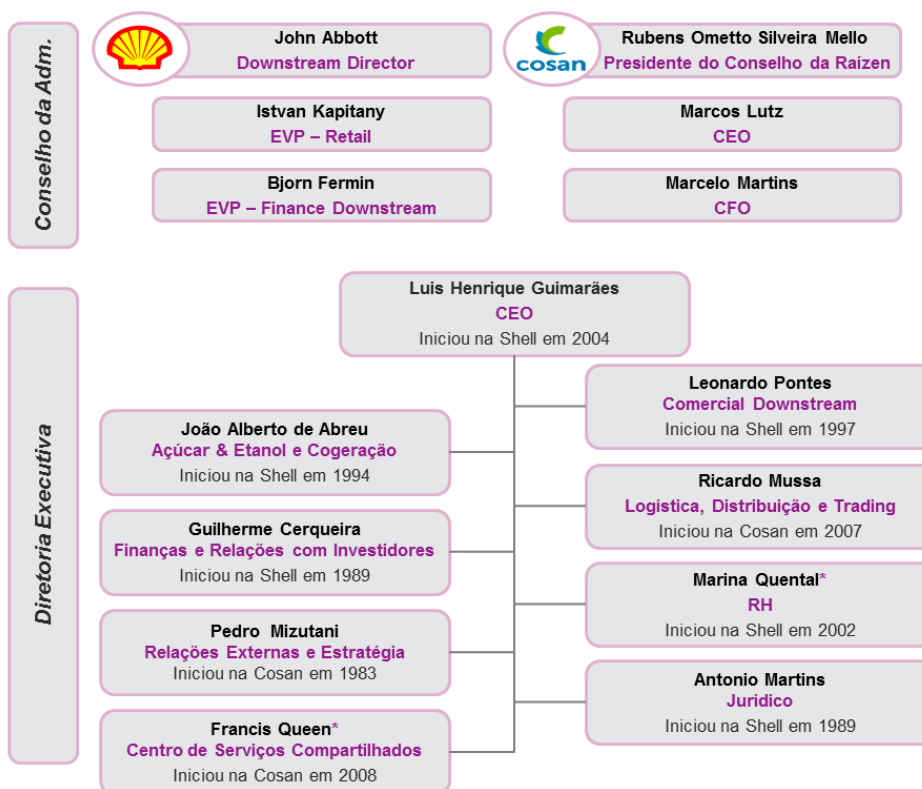 Conselho da Adm.
John Abbott
Downstream Director
cosan
Rubens Ometto Silveira Mello
Presidente do Conselho da Raízen
Istvan Kapitany
EVP – Retail
Marcos Lutz
CEO
Bjorn Fermin
EVP – Finance Downstream
Marcelo Martins
CFO
Diretoria Executiva
Luis Henrique Guimarães
CEO
Iniciou na Shell em 2004
Leonardo Pontes
Comercial Downstream
Iniciou na Shell em 1997
João Alberto de Abreu
Açúcar & Etanol e Cogeração
Iniciou na Shell em 1994
Ricardo Mussa
Logística, Distribuição e Trading
Iniciou na Cosan em 2007
Guilherme Cerqueira
Finanças e Relações com Investidores
Iniciou na Shell em 1989
Marina Quental*
RH
Iniciou na Shell em 2002
Pedro Mizutani
Relações Externas e Estratégia
Iniciou na Cosan em 1983
Antonio Martins
Jurídico
Iniciou na Shell em 1989
Francis Queen*
Centro de Serviços Compartilhados
Iniciou na Cosan em 2008